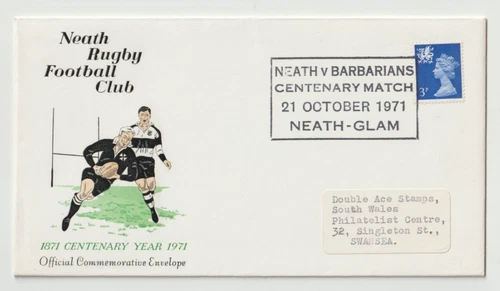 Neath
Rugby
Football
Club
NEATH v BARBARIANS
CENTENARY MATCH
21 OCTOBER 1971
NEATH-GLAM
3P
Double Ace Stamps,
South Wales
Philatelist Centre,
32, Singleton St.,
SWANSEA.
1871 CENTENARY YEAR 1971
Official Commemorative Envelope